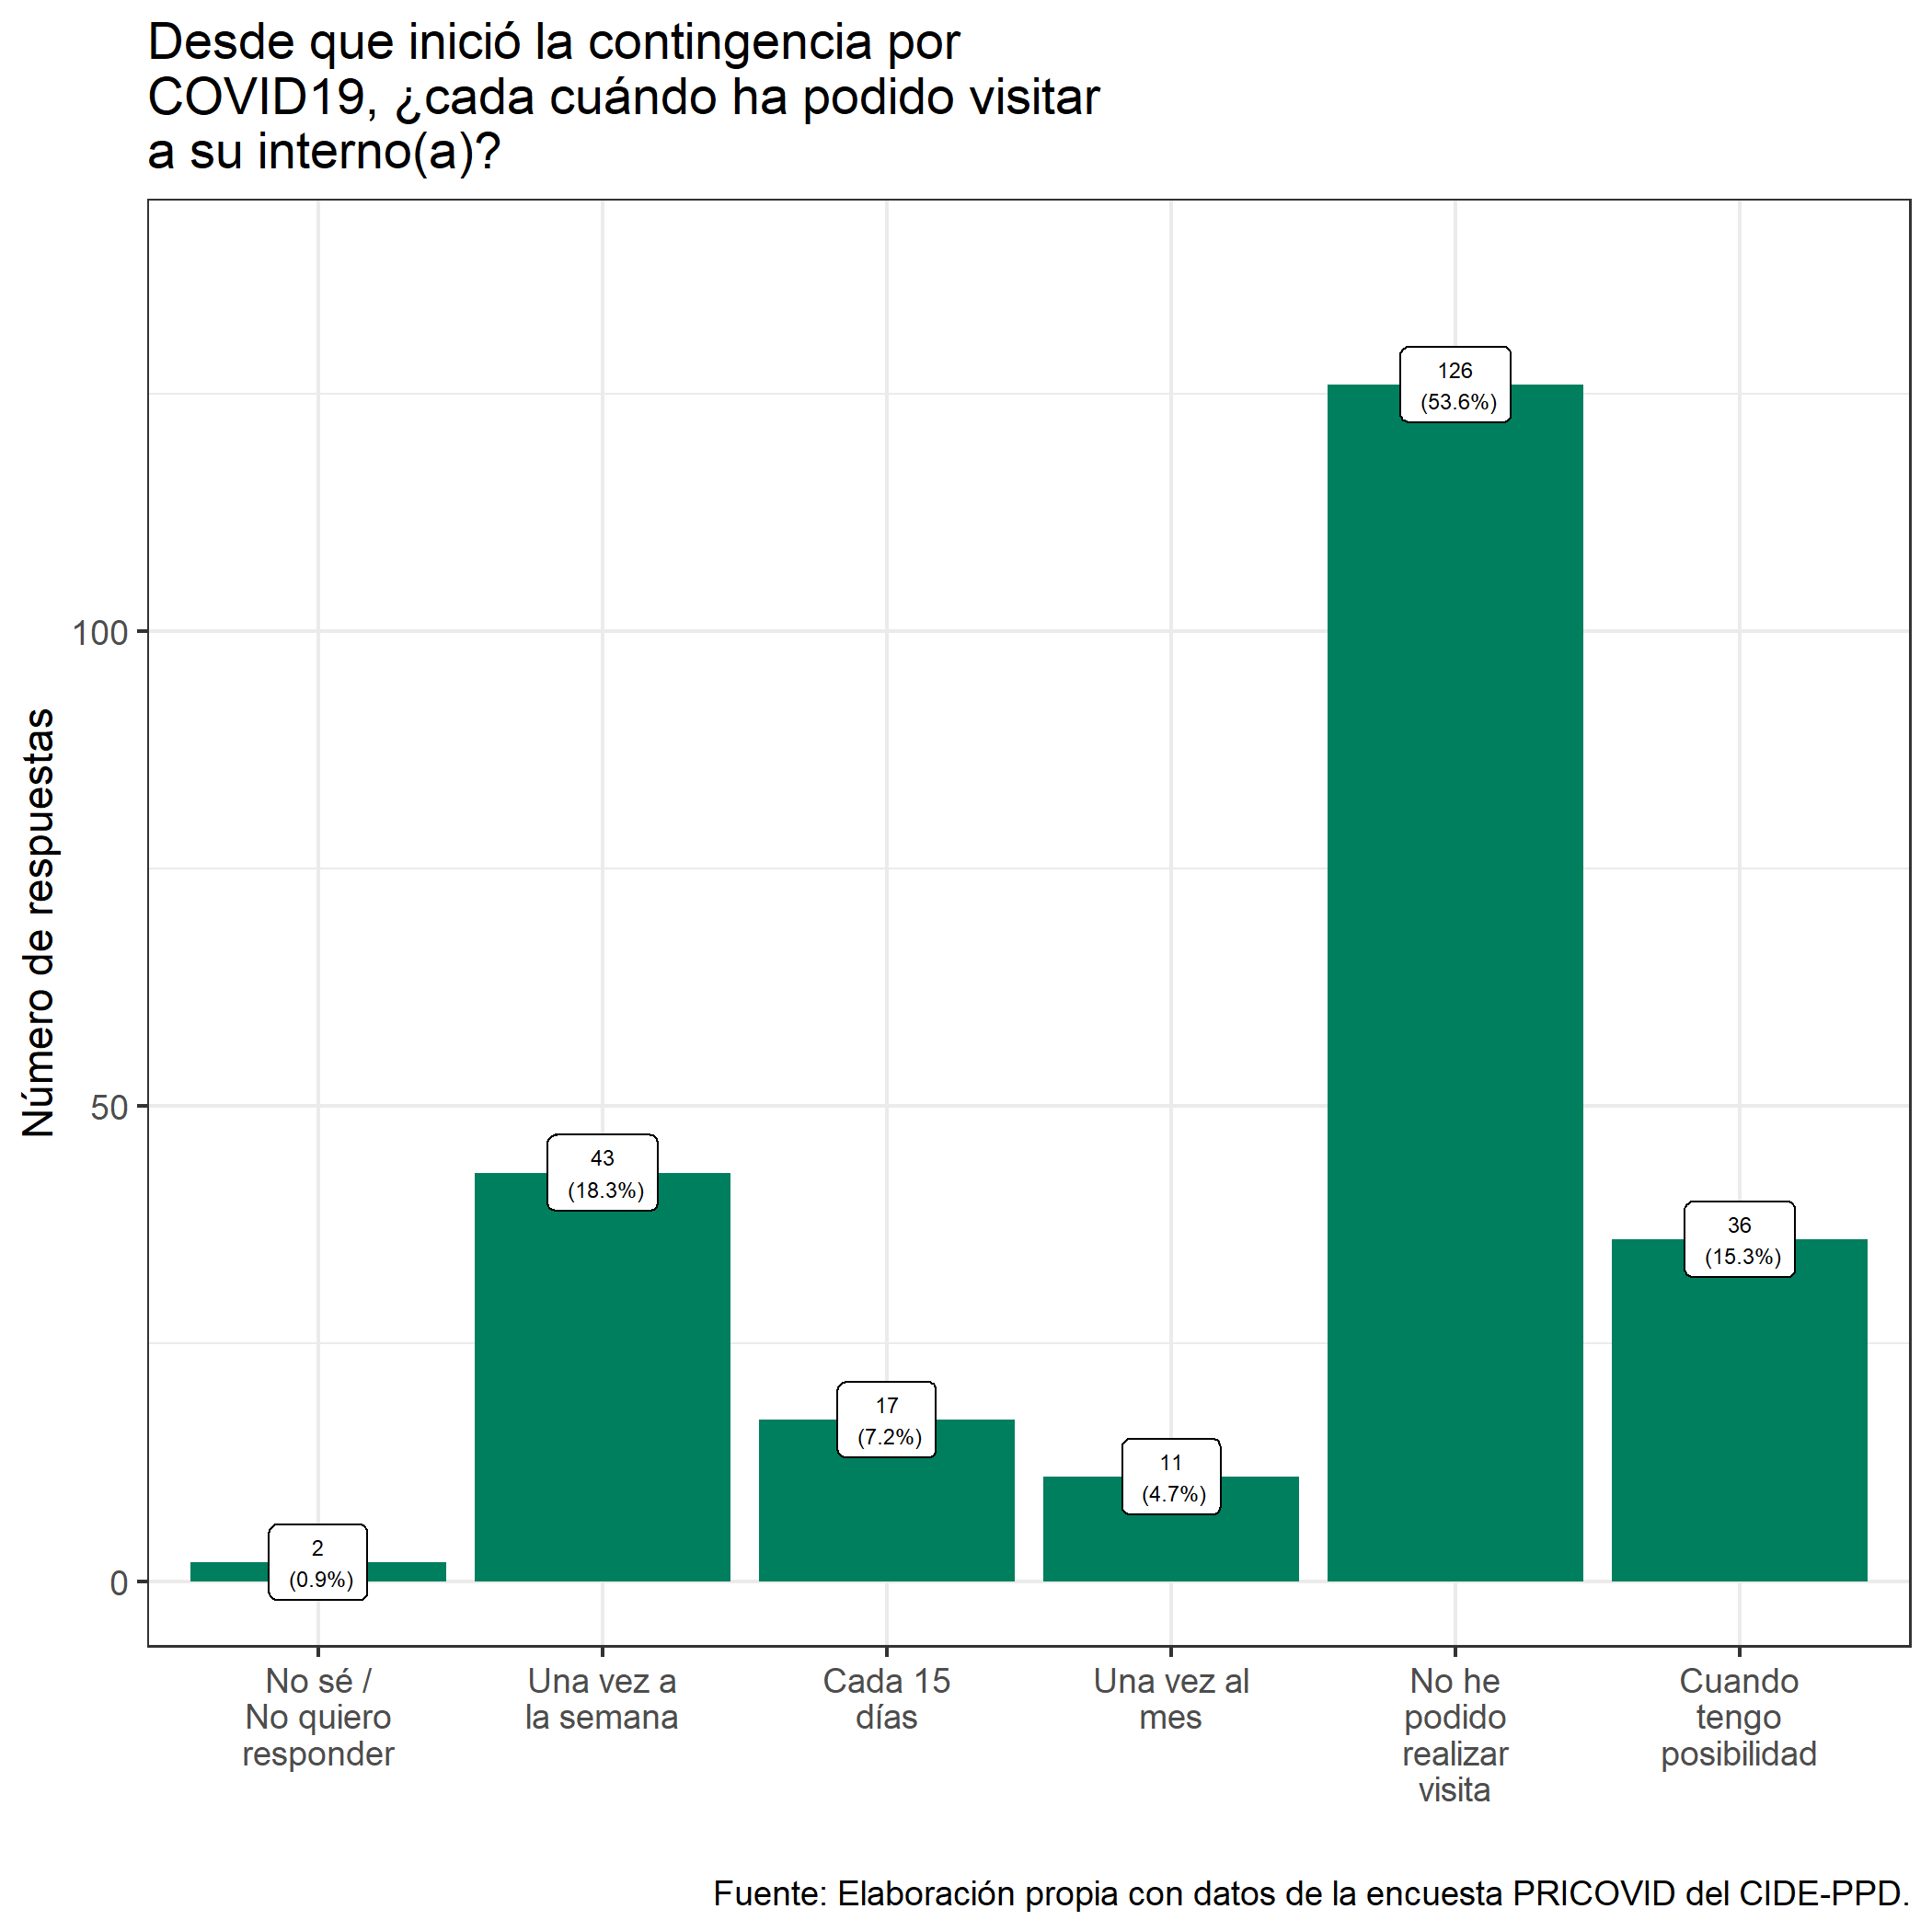 Desde que inició la contingencia por
COVID19, ¿cada cuándo ha podido visitar
a su interno(a)?
Número de respuestas
100
50
0
2
(0.9%)
43
(18.3%)
17
(7.2%)
11
(4.7%)
126
(53.6%)
36
(15.3%)
No sé /
No quiero
responder
Una vez a
la semana
Cada 15
días
Una vez al
mes
No he
podido
realizar
visita
Cuando
tengo
posibilidad
Fuente: Elaboración propia con datos de la encuesta PRICOVID del CIDE-PPD.